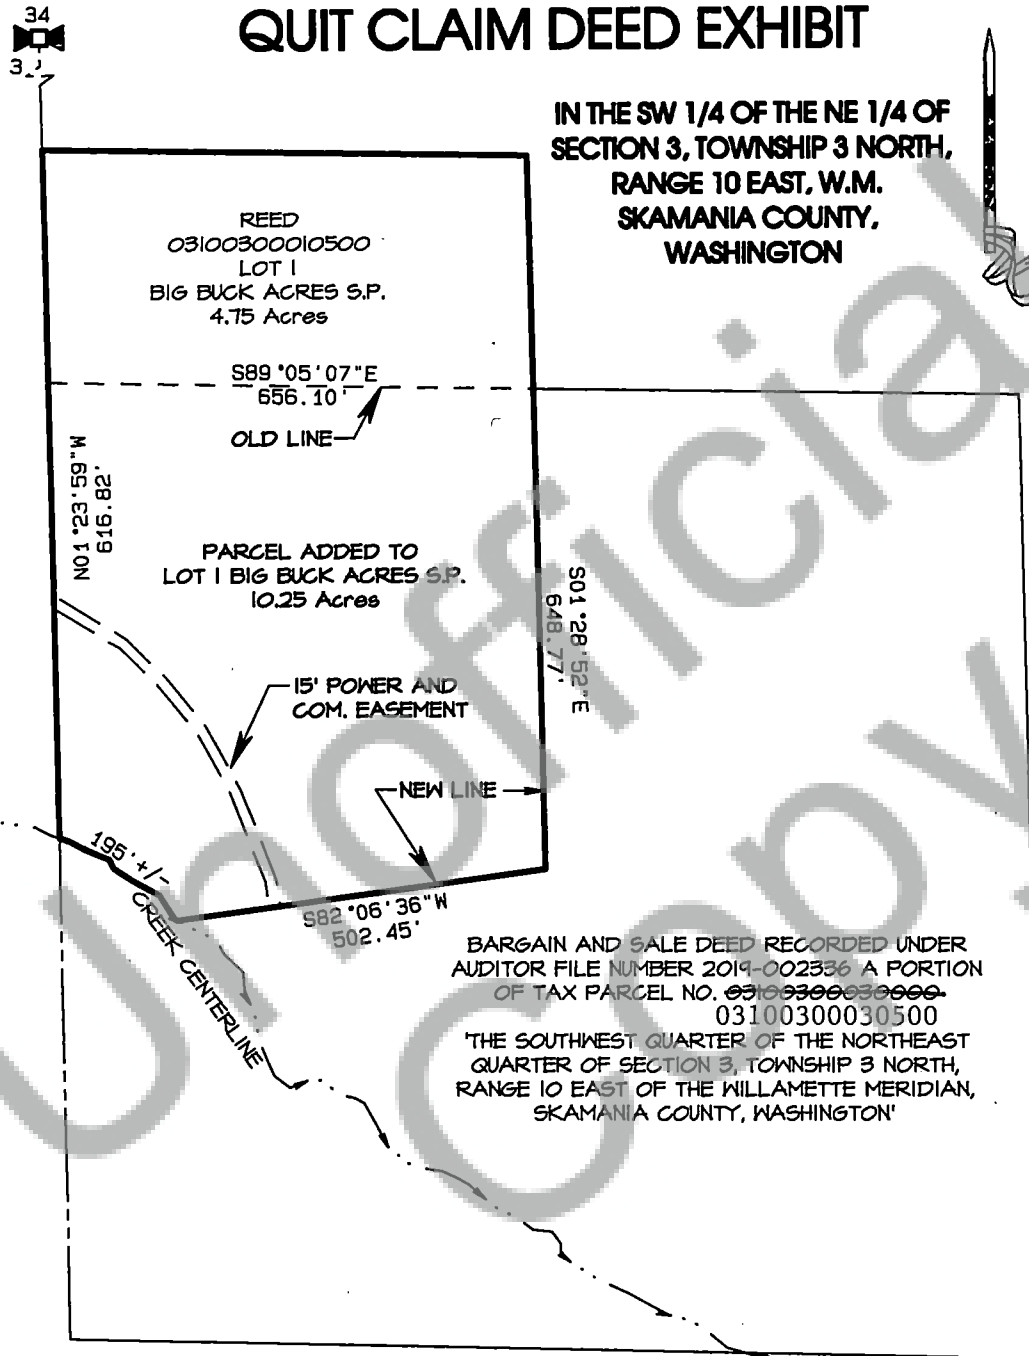 34
3
QUIT CLAIM DEED EXHIBIT
IN THE SW 1/4 OF THE NE 1/4 OF
SECTION 3, TOWNSHIP 3 NORTH,
RANGE 10 EAST, W.M.
SKAMANIA COUNTY,
WASHINGTON
REED
03100300010500
LOT 1
BIG BUCK ACRES S.P.
4.75 Acres
S89°05'07"E
656.10'
OLD LINE
N01°23'59"W
616.82'
PARCEL ADDED TO
LOT 1 BIG BUCK ACRES S.P.
10.25 Acres
S01°28'52"E
648.77'
15' POWER AND
COM. EASEMENT
NEW LINE
195'+/-
CREEK CENTERLINE
S82°06'36"W
502.45'
BARGAIN AND SALE DEED RECORDED UNDER
AUDITOR FILE NUMBER 2019-002336 A PORTION
OF TAX PARCEL NO. 03100300030000
03100300030500
'THE SOUTHWEST QUARTER OF THE NORTHEAST
QUARTER OF SECTION 3, TOWNSHIP 3 NORTH,
RANGE 10 EAST OF THE WILLAMETTE MERIDIAN,
SKAMANIA COUNTY, WASHINGTON'
Unofficial
Copy